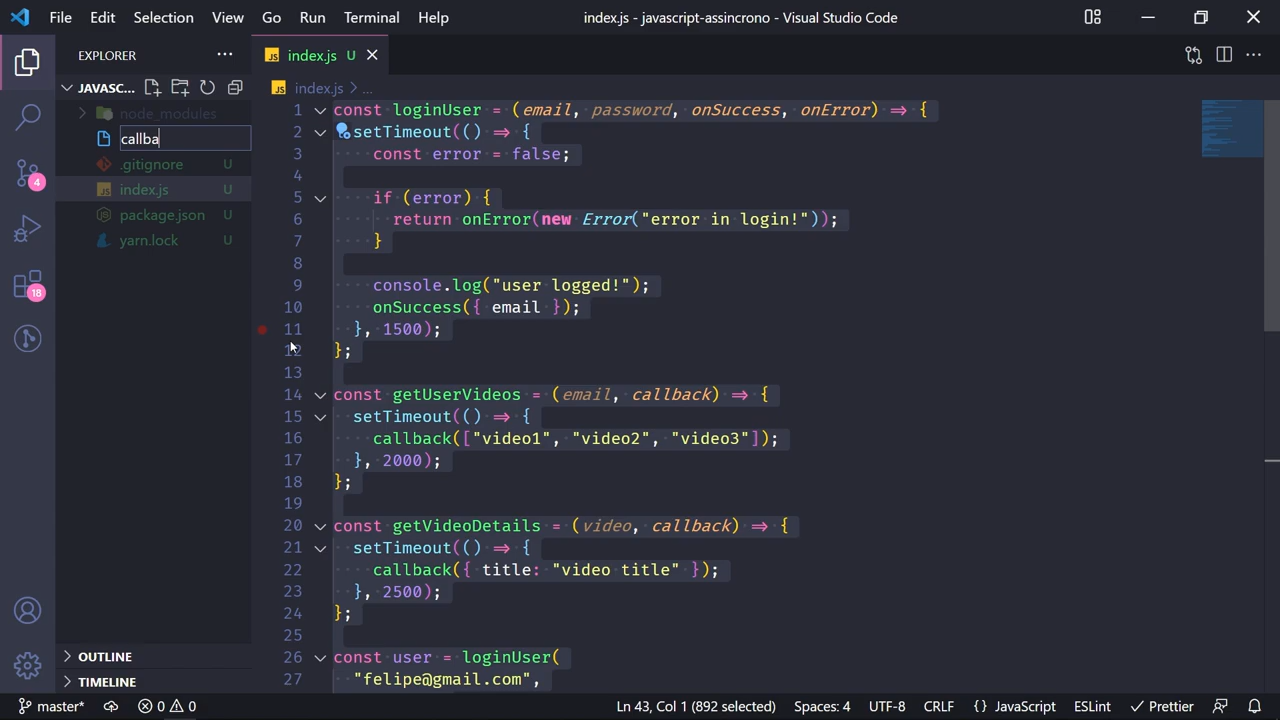 File Edit Selection View Go Run Terminal Help index.js - javascript-assincrono - Visual Studio Code
EXPLORER ···
index.js U
JAVASC...
index.js > ...
node_modules
callba
.gitignore U
index.js U
package.json U
yarn.lock U
4
18
1 const loginUser = (email, password, onSuccess, onError) => {
2 setTimeout(() => {
3 const error = false;
4
5 if (error) {
6 return onError(new Error("error in login!"));
7 }
8
9 console.log("user logged!");
10 onSuccess({ email });
11 }, 1500);
12 };
13
14 const getUserVideos = (email, callback) => {
15 setTimeout(() => {
16 callback(["video1", "video2", "video3"]);
17 }, 2000);
18 };
19
20 const getVideoDetails = (video, callback) => {
21 setTimeout(() => {
22 callback({ title: "video title" });
23 }, 2500);
24 };
25
26 const user = loginUser(
27 "felipe@gmail.com",
OUTLINE
TIMELINE
master* 0 0 Ln 43, Col 1 (892 selected) Spaces: 4 UTF-8 CRLF {} JavaScript ESLint Prettier